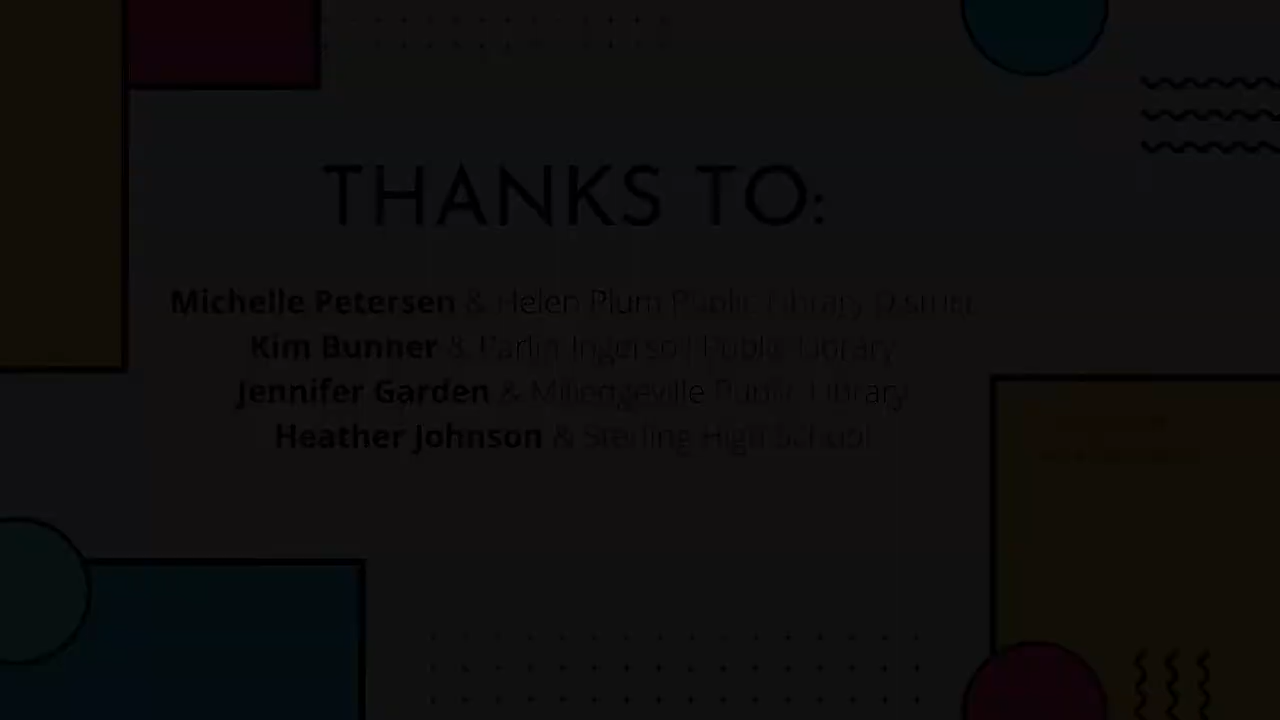 THANKS TO:
Michelle Petersen & Helen Plum Public Library District
Kim Bunner & Parlin Ingersoll Public Library
Jennifer Garden & Milledgeville Public Library
Heather Johnson & Sterling High School